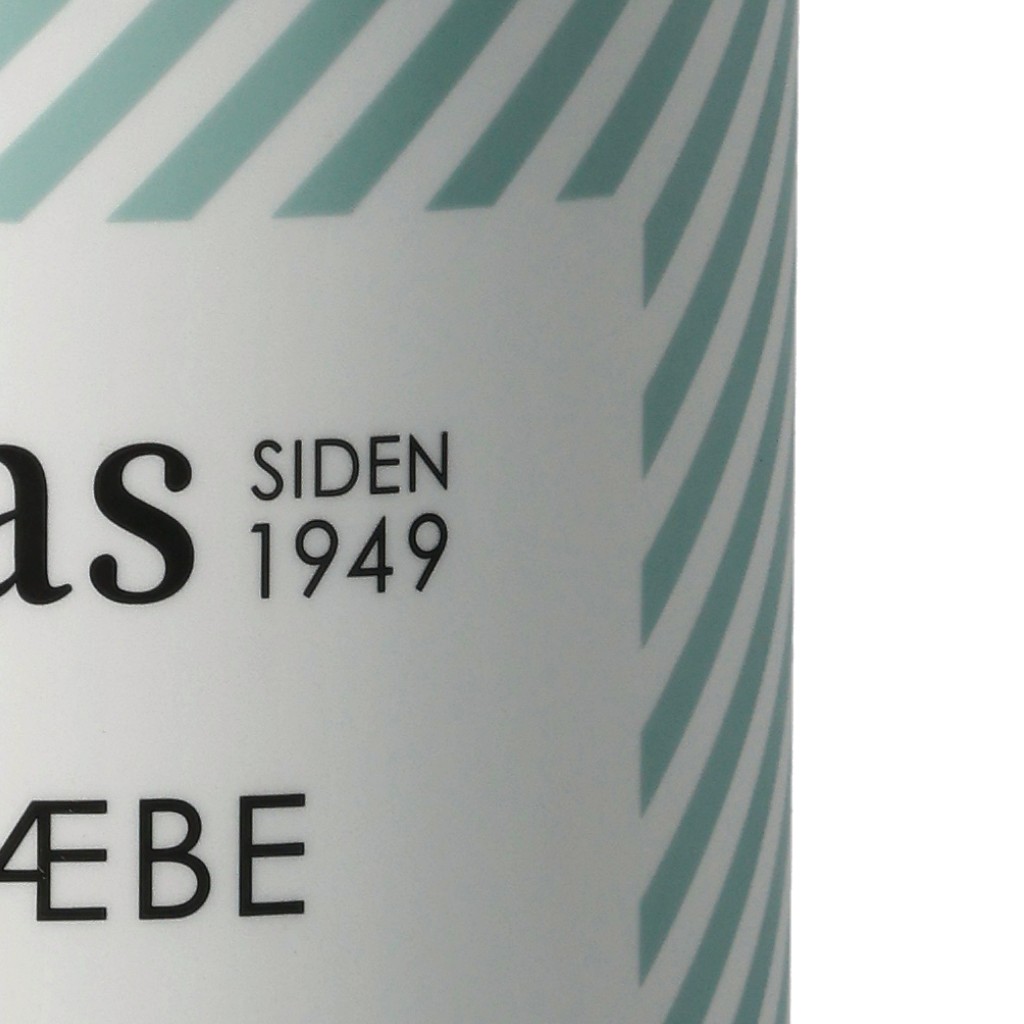 as SIDEN
1949
ÆBE